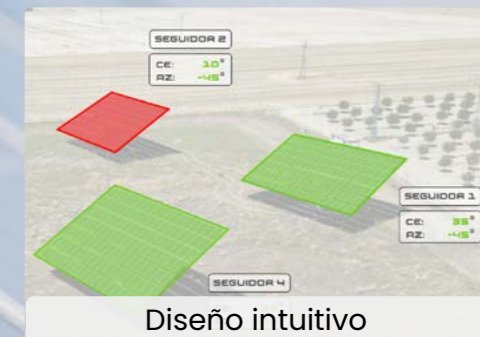 SEGUIDOR 2
CE: 10°
AZ: -45°
SEGUIDOR 1
CE: 35°
AZ: -45°
SEGUIDOR 4
Diseño intuitivo